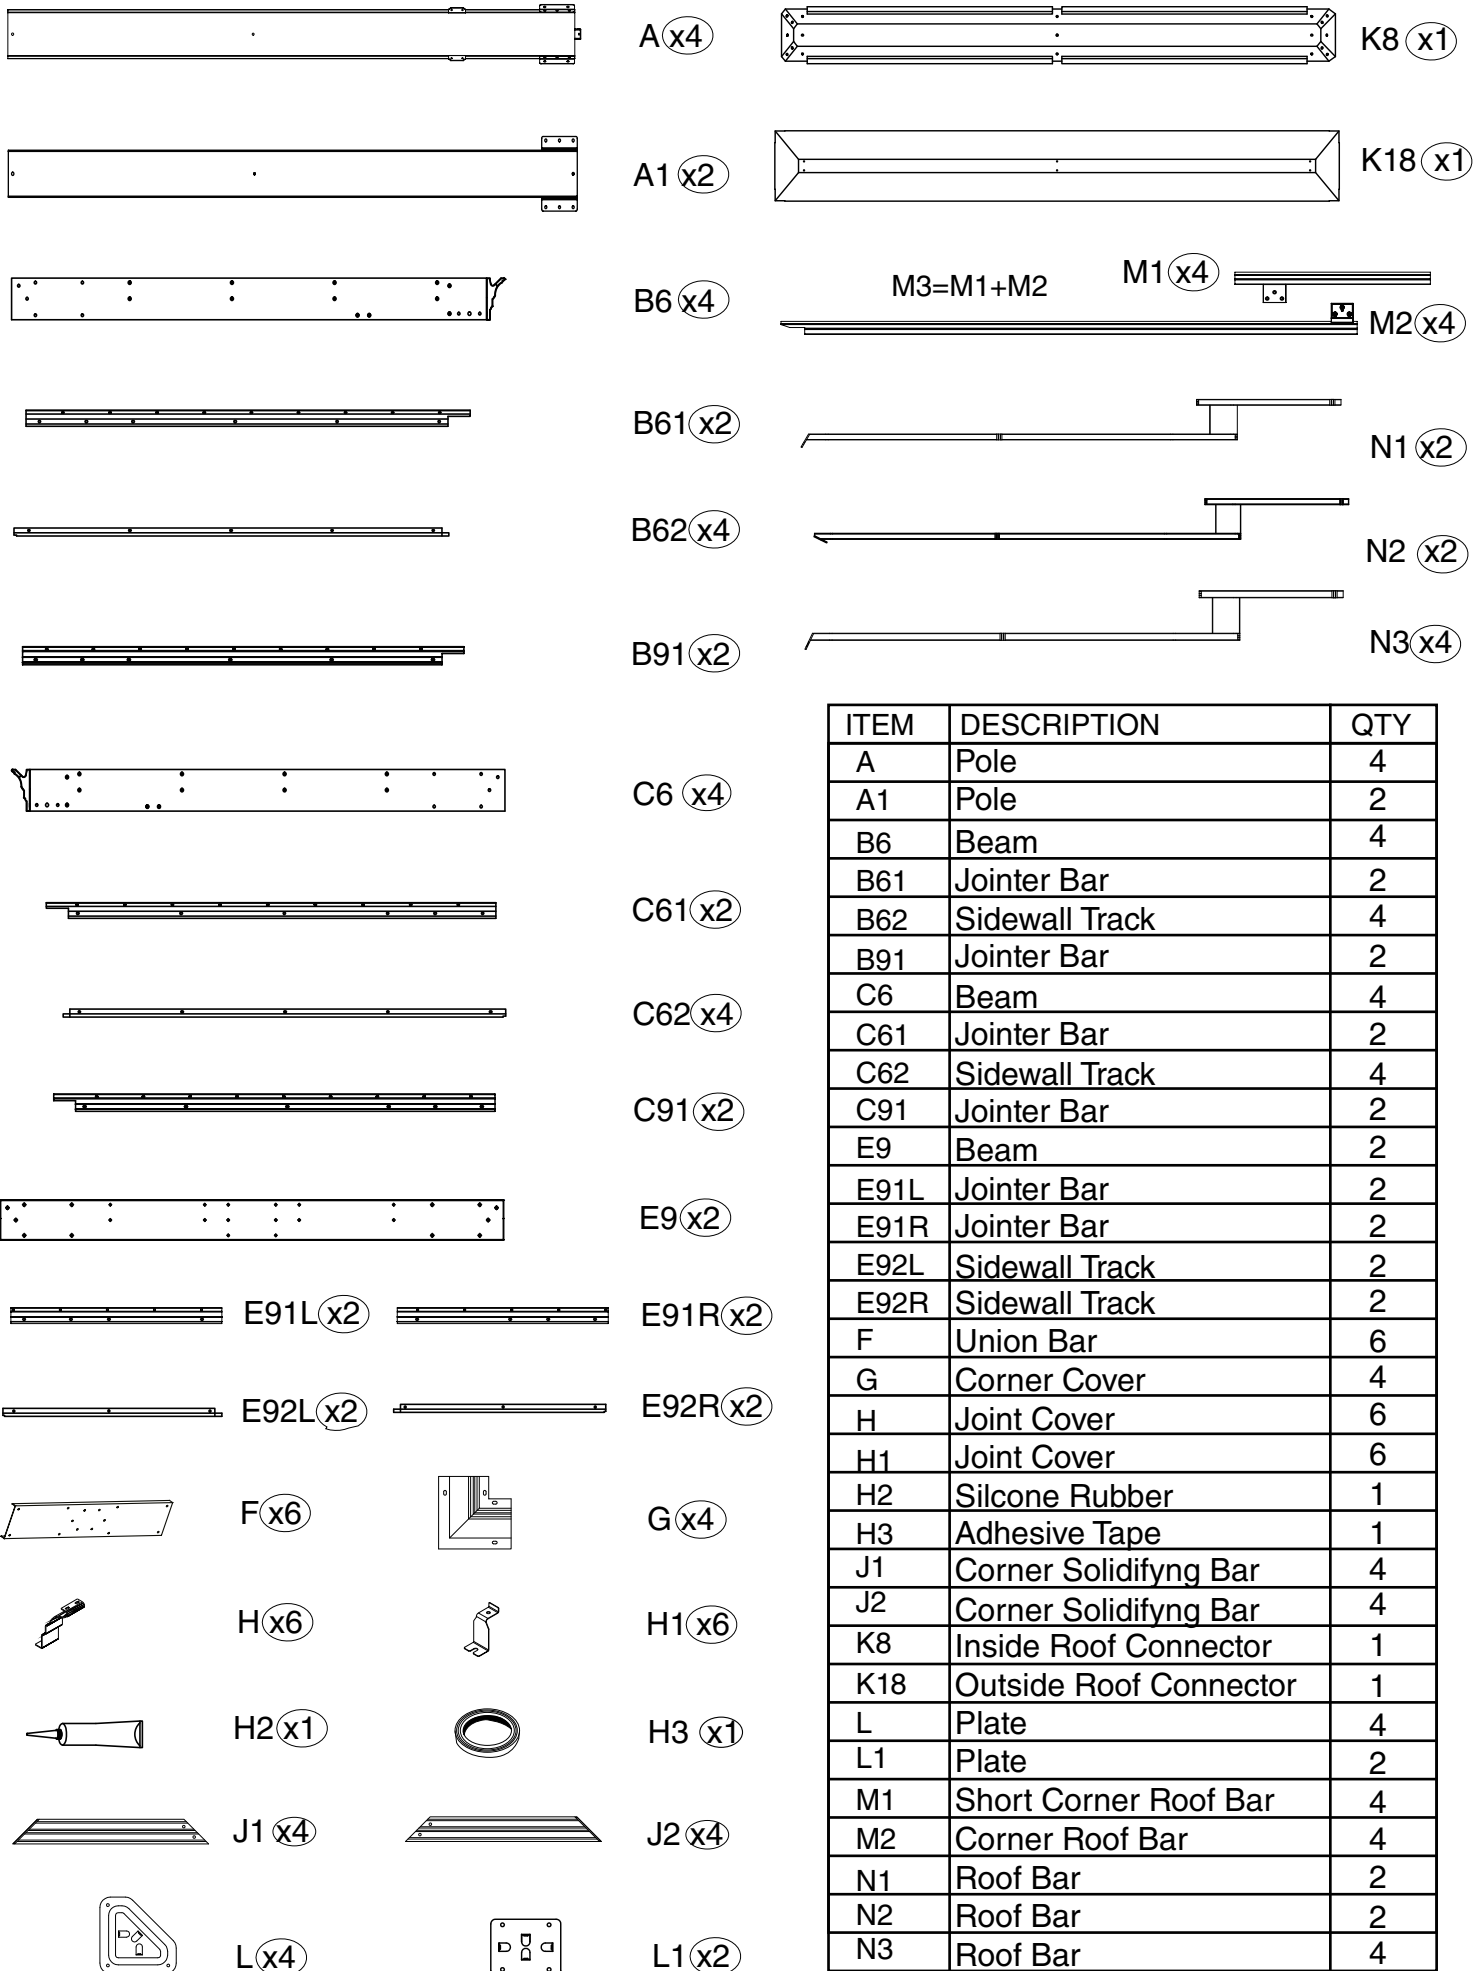 A x4
K8 x1
A1 x2
K18 x1
B6 x4
M3=M1+M2
M1 x4
M2 x4
B61 x2
N1 x2
B62 x4
N2 x2
B91 x2
N3 x4
C6 x4
C61 x2
C62 x4
C91 x2
E9 x2
E91L x2
E91R x2
E92L x2
E92R x2
F x6
G x4
H x6
H1 x6
H2 x1
H3 x1
J1 x4
J2 x4
L x4
L1 x2
ITEM DESCRIPTION QTY
A Pole 4
A1 Pole 2
B6 Beam 4
B61 Jointer Bar 2
B62 Sidewall Track 4
B91 Jointer Bar 2
C6 Beam 4
C61 Jointer Bar 2
C62 Sidewall Track 4
C91 Jointer Bar 2
E9 Beam 2
E91L Jointer Bar 2
E91R Jointer Bar 2
E92L Sidewall Track 2
E92R Sidewall Track 2
F Union Bar 6
G Corner Cover 4
H Joint Cover 6
H1 Joint Cover 6
H2 Silcone Rubber 1
H3 Adhesive Tape 1
J1 Corner Solidifyng Bar 4
J2 Corner Solidifyng Bar 4
K8 Inside Roof Connector 1
K18 Outside Roof Connector 1
L Plate 4
L1 Plate 2
M1 Short Corner Roof Bar 4
M2 Corner Roof Bar 4
N1 Roof Bar 2
N2 Roof Bar 2
N3 Roof Bar 4